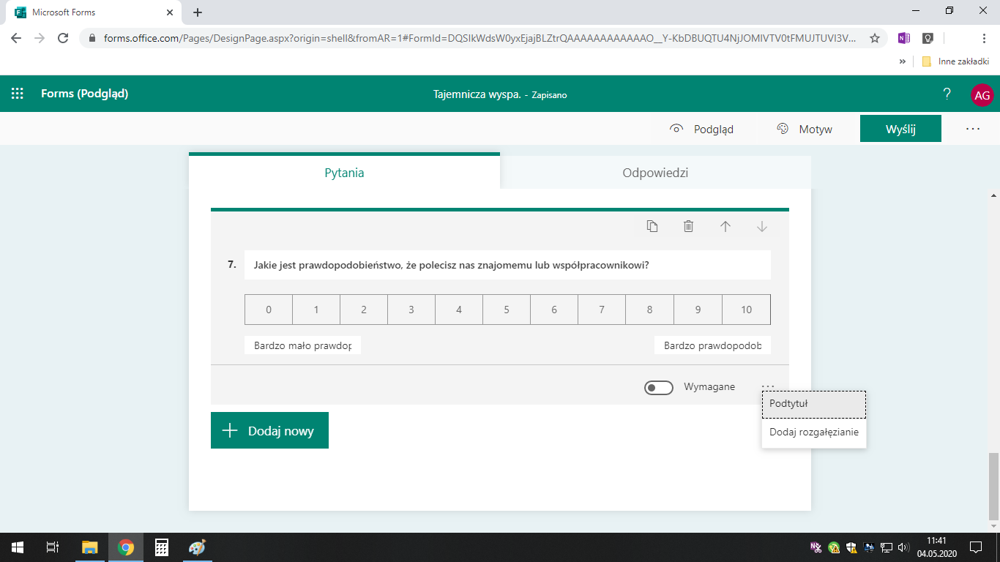 Microsoft Forms
forms.office.com/Pages/DesignPage.aspx?origin=shell&fromAR=1#FormId=DQSIkWdsW0yxEjajBLZtrQAAAAAAAAAAAAO__Y-KbDBUQTU4NjJOMlVTV0tFMUJTUVI3V...
» Inne zakładki
Forms (Podgląd)
Tajemnicza wyspa. - Zapisano
? AG
Podgląd Motyw Wyślij ...
Pytania Odpowiedzi
7. Jakie jest prawdopodobieństwo, że polecisz nas znajomemu lub współpracownikowi?
0 1 2 3 4 5 6 7 8 9 10
Bardzo mało prawdop Bardzo prawdopodob
Wymagane ...
Podtytuł
Dodaj nowy
Dodaj rozgałęzianie
11:41
04.05.2020